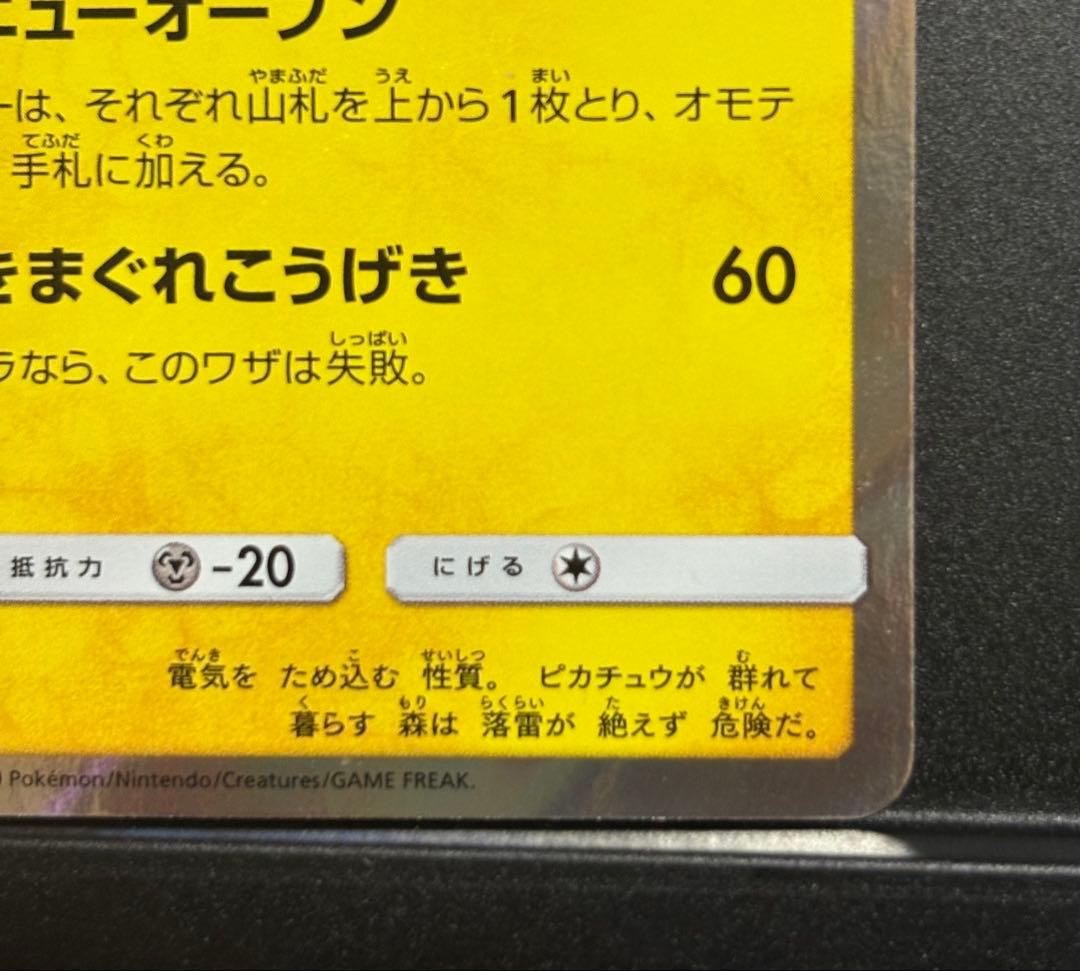 ニューオープン
ーは、それぞれ山札を上から1枚とり、オモテ
手札に加える。
きまぐれこうげき 60
ラなら、このワザは失敗。
抵抗力 -20 にげる
電気を ため込む 性質。 ピカチュウが 群れて
暮らす 森は 落雷が 絶えず 危険だ。
Pokémon/Nintendo/Creatures/GAME FREAK.